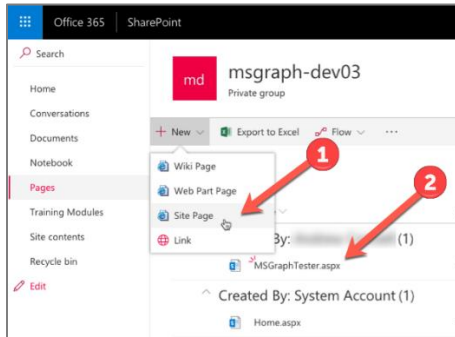 Office 365 SharePoint
Search
msgraph-dev03
md
Private group
Home
Conversations
Documents
Notebook
Pages
Training Modules
Site contents
Recycle bin
Edit
New Export to Excel Flow ...
Wiki Page
Web Part Page
Site Page
Link
1
2
By: (1)
MSGraphTester.aspx
Created By: System Account (1)
Home.aspx